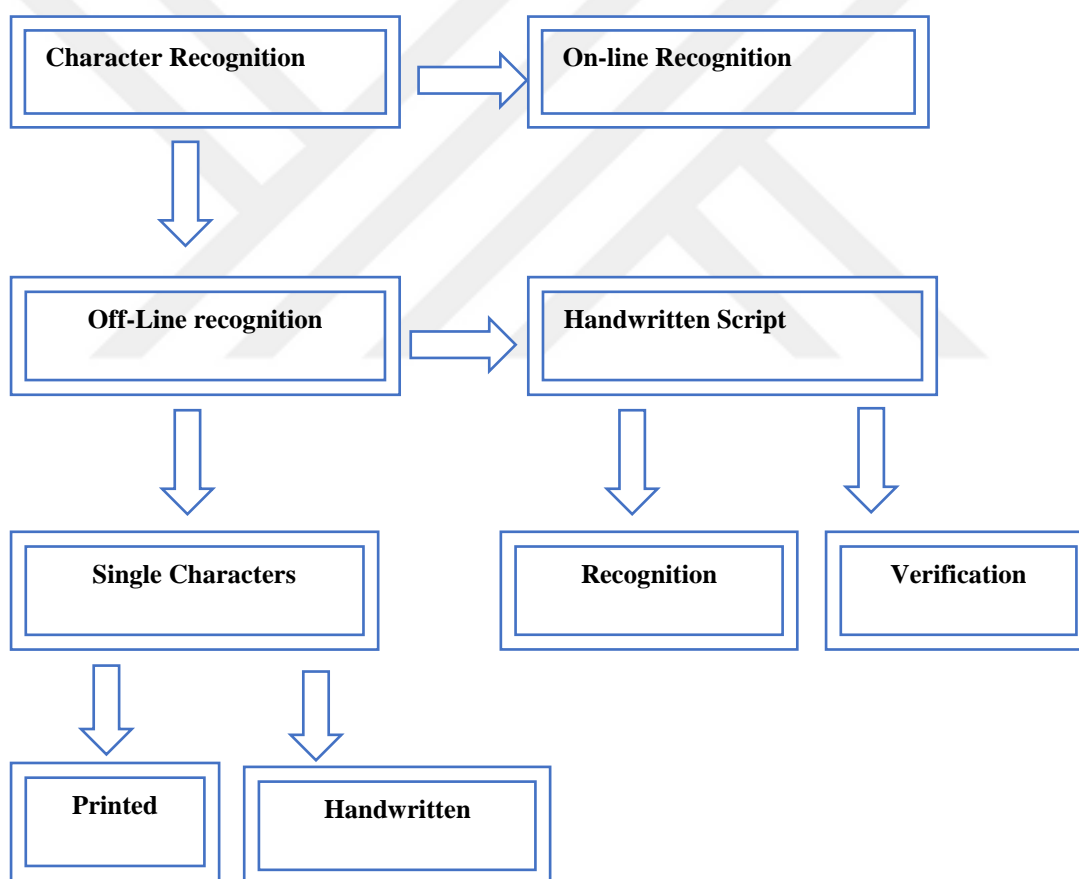 Character Recognition
On-line Recognition
Off-Line recognition
Handwritten Script
Single Characters
Recognition
Verification
Printed
Handwritten